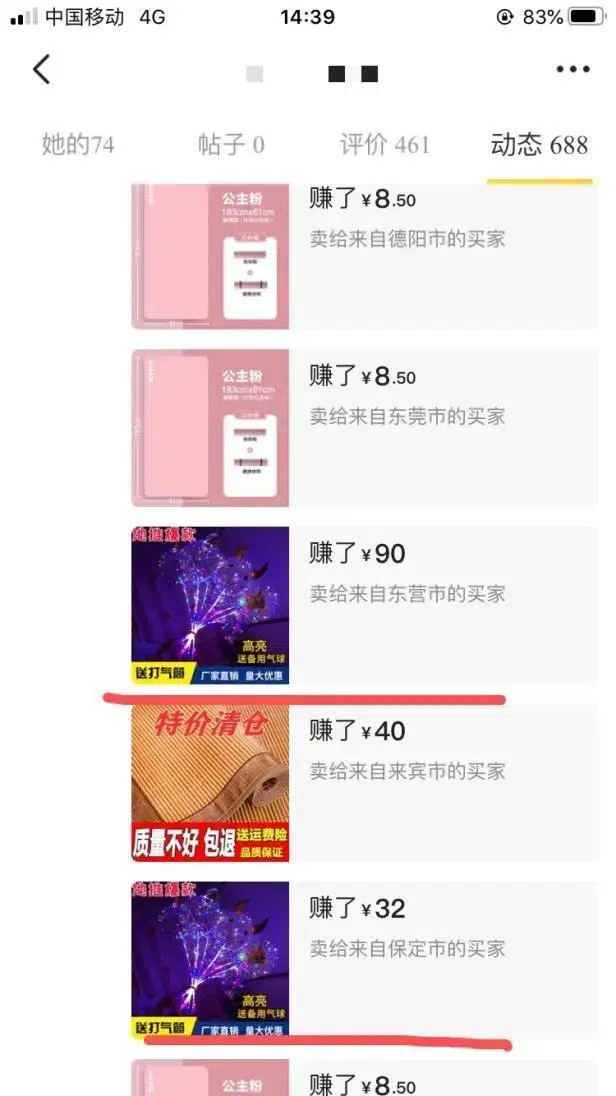 中国移动 4G 14:39 83%
她的74 帖子 0 评价 461 动态 688
公主粉
183cmx61cm
赚了¥8.50
卖给来自德阳市的买家
公主粉
183cmx61cm
赚了¥8.50
卖给来自东莞市的买家
地推爆款
高亮
送备用气球
送打气筒 厂家直销 量大优惠
赚了¥90
卖给来自东营市的买家
特价清仓
质量不好 包退 送运费险
品质保证
赚了¥40
卖给来自来宾市的买家
地推爆款
高亮
送备用气球
送打气筒 厂家直销 量大优惠
赚了¥32
卖给来自保定市的买家
公主粉
赚了¥8.50